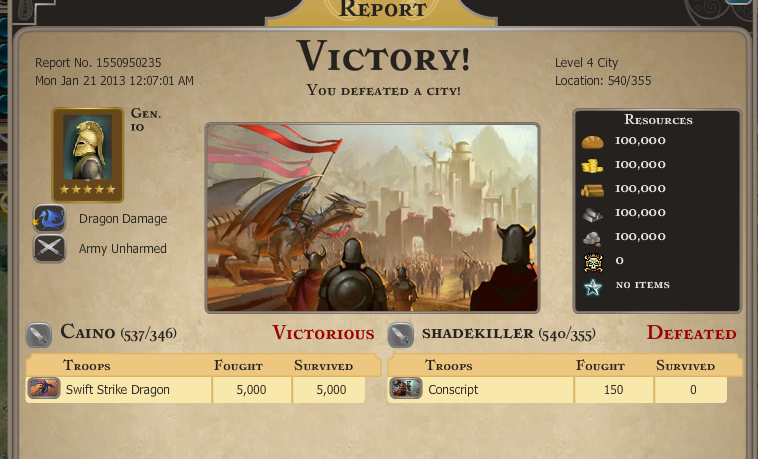 Report
Victory!
You defeated a city!
Report No. 1550950235
Mon Jan 21 2013 12:07:01 AM
Level 4 City
Location: 540/355
Gen.
10
Dragon Damage
Army Unharmed
Resources
100,000
100,000
100,000
100,000
100,000
0
no items
Caino (537/346) Victorious
Troops Fought Survived
Swift Strike Dragon 5,000 5,000
shadekiller (540/355) Defeated
Troops Fought Survived
Conscript 150 0